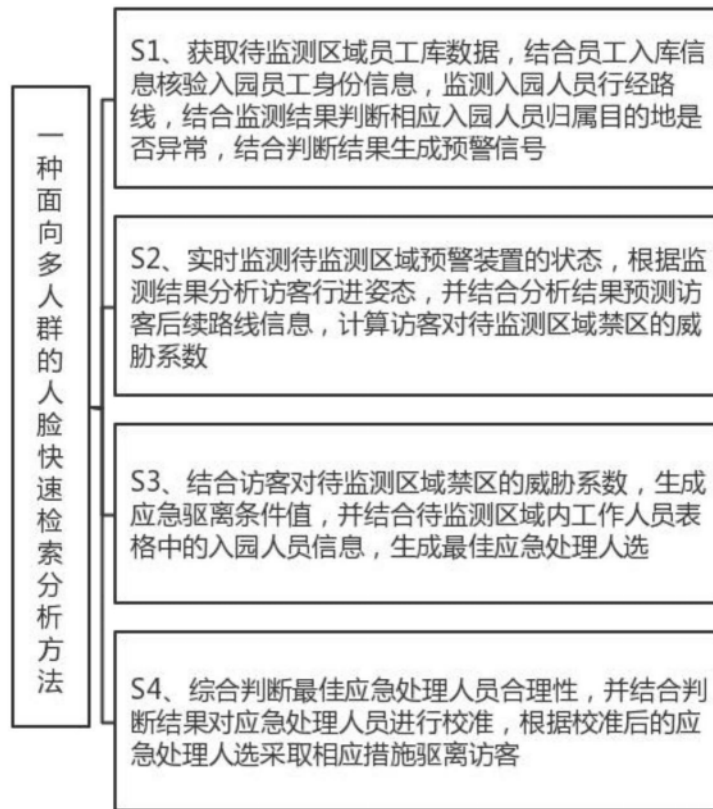 一种面向多人群的人脸快速检索分析方法
S1、获取待监测区域员工库数据，结合员工入库信
息核验入园员工身份信息，监测入园人员行经路
线，结合监测结果判断相应入园人员归属目的地是
否异常，结合判断结果生成预警信号
S2、实时监测待监测区域预警装置的状态，根据监
测结果分析访客行进姿态，并结合分析结果预测访
客后续路线信息，计算访客对待监测区域禁区的威
胁系数
S3、结合访客对待监测区域禁区的威胁系数，生成
应急驱离条件值，并结合待监测区域内工作人员表
格中的入园人员信息，生成最佳应急处理人选
S4、综合判断最佳应急处理人员合理性，并结合判
断结果对应急处理人员进行校准，根据校准后的应
急处理人选采取相应措施驱离访客